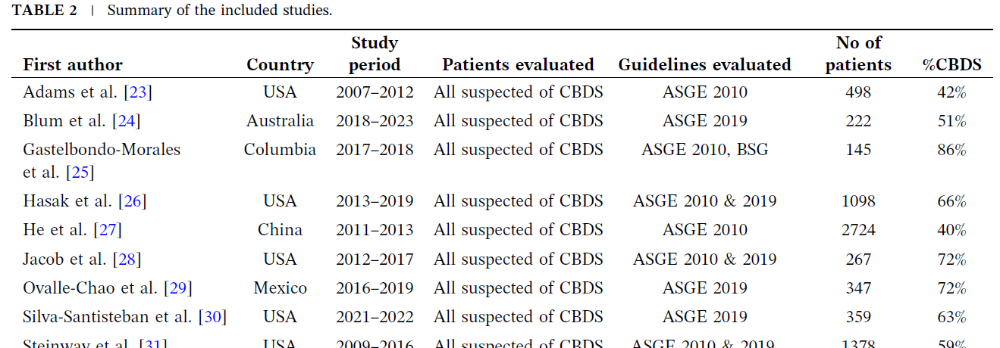 TABLE 2 | Summary of the included studies.
Study No of
First author Country period Patients evaluated Guidelines evaluated patients %CBDS
Adams et al. [23] USA 2007–2012 All suspected of CBDS ASGE 2010 498 42%
Blum et al. [24] Australia 2018–2023 All suspected of CBDS ASGE 2019 222 51%
Gastelbondo-Morales Columbia 2017–2018 All suspected of CBDS ASGE 2010, BSG 145 86%
et al. [25]
Hasak et al. [26] USA 2013–2019 All suspected of CBDS ASGE 2010 & 2019 1098 66%
He et al. [27] China 2011–2013 All suspected of CBDS ASGE 2010 2724 40%
Jacob et al. [28] USA 2012–2017 All suspected of CBDS ASGE 2010 & 2019 267 72%
Ovalle-Chao et al. [29] Mexico 2016–2019 All suspected of CBDS ASGE 2019 347 72%
Silva-Santisteban et al. [30] USA 2021–2022 All suspected of CBDS ASGE 2019 359 63%
Steinway et al. [31] USA 2009–2016 All suspected of CBDS ASGE 2010 & 2019 1378 59%